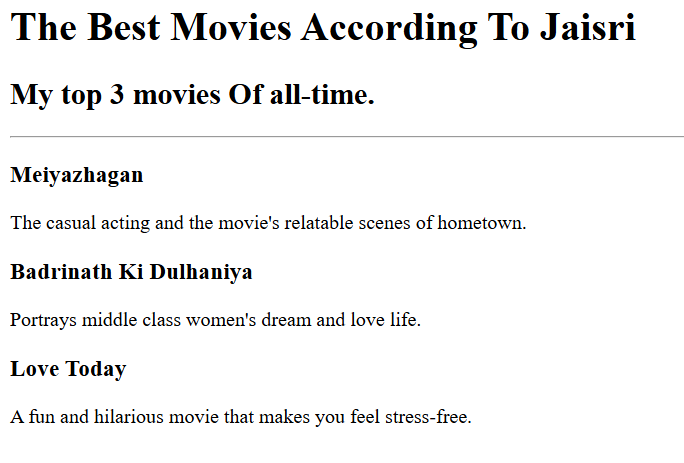 The Best Movies According To Jaisri
My top 3 movies Of all-time.
Meiyazhagan
The casual acting and the movie's relatable scenes of hometown.
Badrinath Ki Dulhaniya
Portrays middle class women's dream and love life.
Love Today
A fun and hilarious movie that makes you feel stress-free.